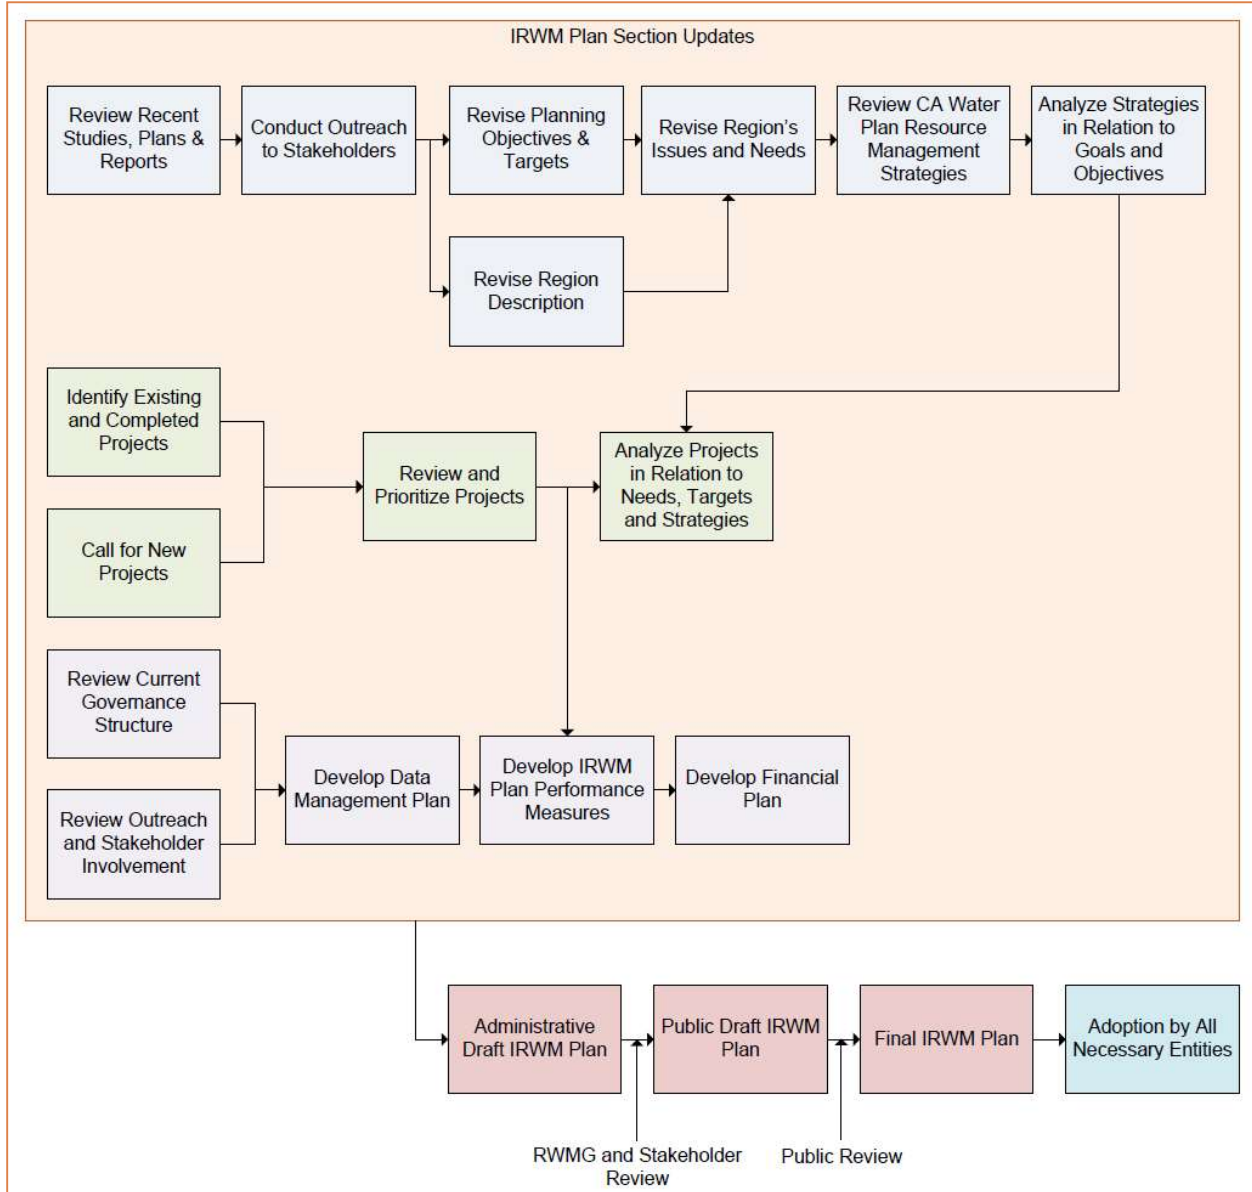 IRWM Plan Section Updates
Review Recent
Studies, Plans &
Reports
Conduct Outreach
to Stakeholders
Revise Planning
Objectives &
Targets
Revise Region's
Issues and Needs
Review CA Water
Plan Resource
Management
Strategies
Analyze Strategies
in Relation to
Goals and
Objectives
Revise Region
Description
Identify Existing
and Completed
Projects
Call for New
Projects
Review and
Prioritize Projects
Analyze Projects
in Relation to
Needs, Targets
and Strategies
Review Current
Governance
Structure
Review Outreach
and Stakeholder
Involvement
Develop Data
Management Plan
Develop IRWM
Plan Performance
Measures
Develop Financial
Plan
Administrative
Draft IRWM Plan
Public Draft IRWM
Plan
Final IRWM Plan
Adoption by All
Necessary Entities
RWMG and Stakeholder
Review
Public Review